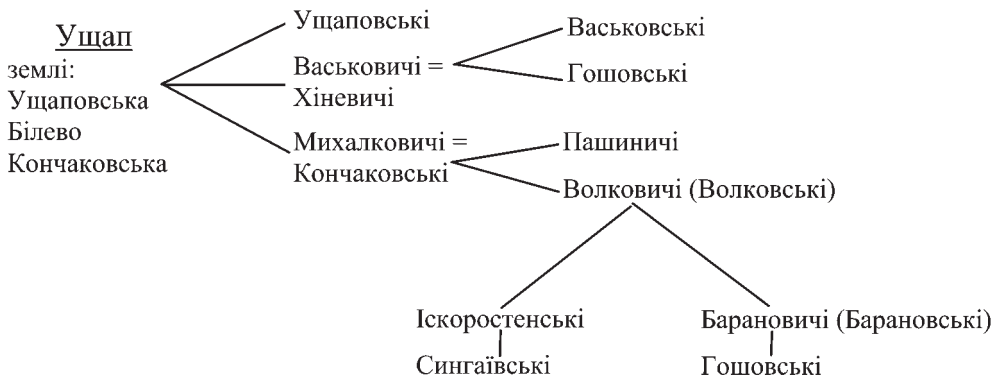 Ущап
землі:
Ущаповська
Білево
Кончаковська
Ущаповські
Васьковичі =
Хіневичі
Михалковичі =
Кончаковські
Васьковські
Гошовські
Пашиничі
Волковичі (Волковські)
Іскоростенські
Сингаївські
Барановичі (Барановські)
Гошовські